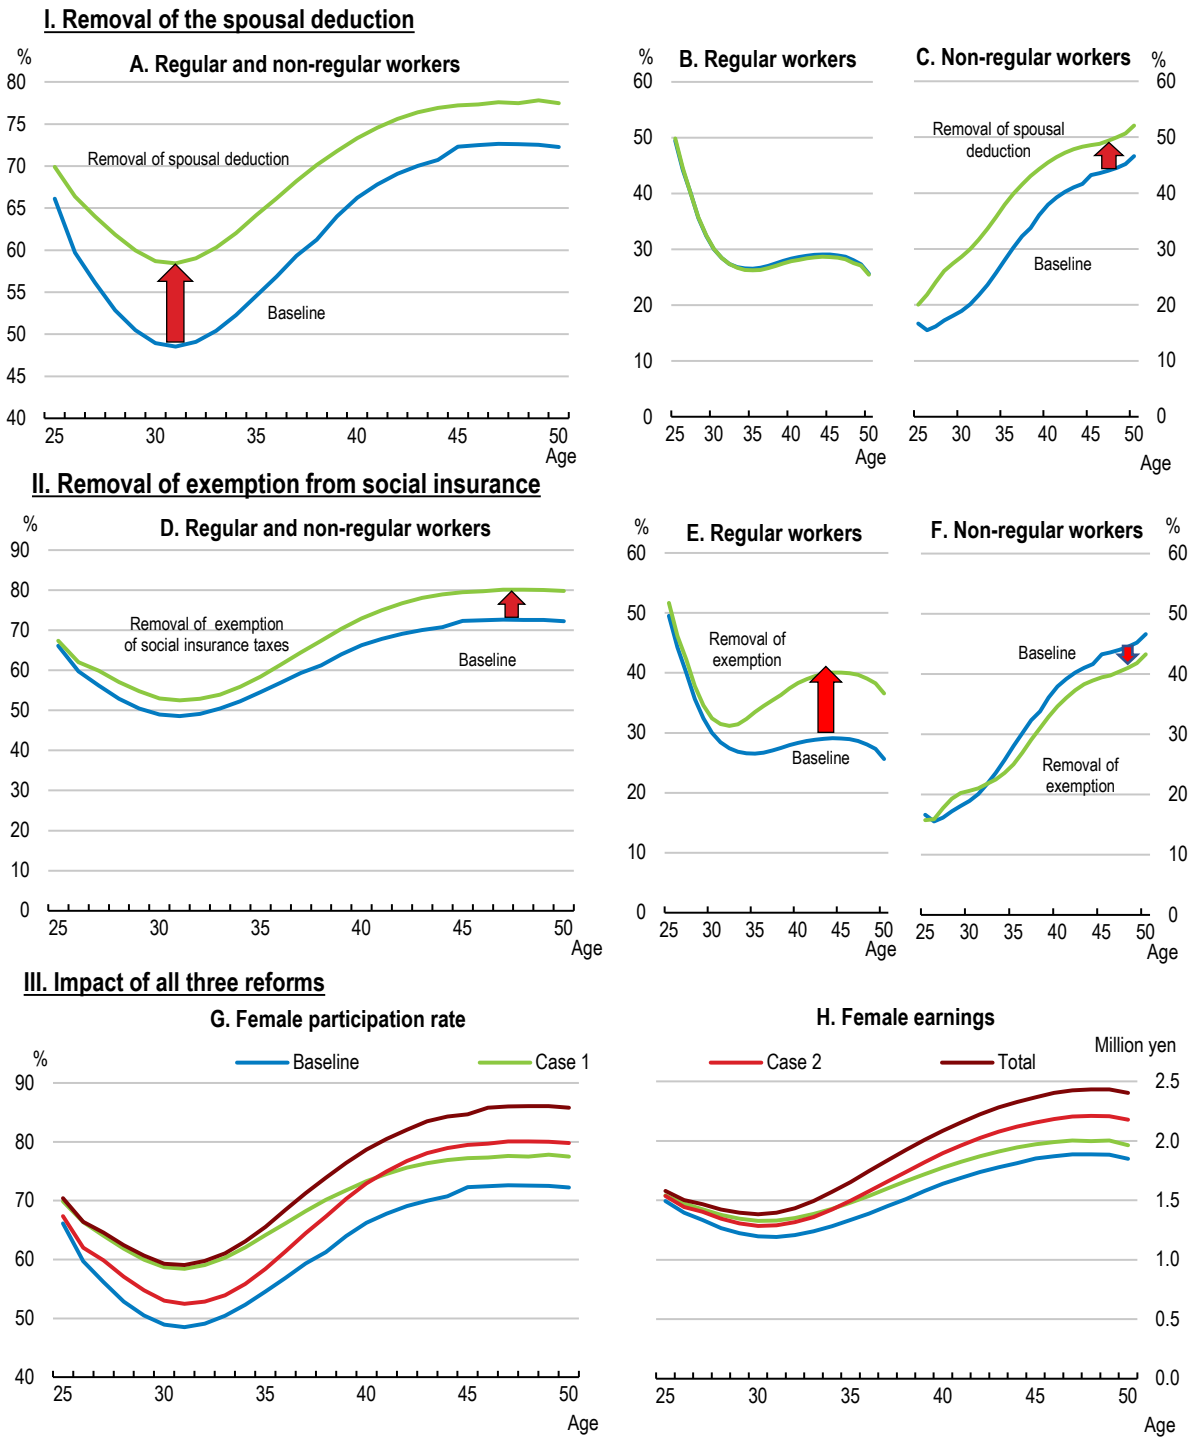 I. Removal of the spousal deduction
A. Regular and non-regular workers
%
80
75
70
65
60
55
50
45
40
Removal of spousal deduction
Baseline
25 30 35 40 45 50
Age
B. Regular workers
%
60
50
40
30
20
10
0
25 30 35 40 45 50
C. Non-regular workers
%
60
50
40
30
20
10
0
Removal of spousal
deduction
Baseline
25 30 35 40 45 50
Age
II. Removal of exemption from social insurance
D. Regular and non-regular workers
%
90
80
70
60
50
40
30
20
10
0
Removal of exemption
of social insurance taxes
Baseline
25 30 35 40 45 50
Age
E. Regular workers
%
60
50
40
30
20
10
0
Removal of
exemption
Baseline
25 30 35 40 45 50
Age
F. Non-regular workers
%
60
50
40
30
20
10
0
Baseline
Removal of
exemption
25 30 35 40 45 50
Age
III. Impact of all three reforms
G. Female participation rate
%
Baseline Case 1
90
80
70
60
50
40
25 30 35 40 45 50
Age
H. Female earnings
Million yen
Case 2 Total
2.5
2.0
1.5
1.0
0.5
0.0
25 30 35 40 45 50
Age